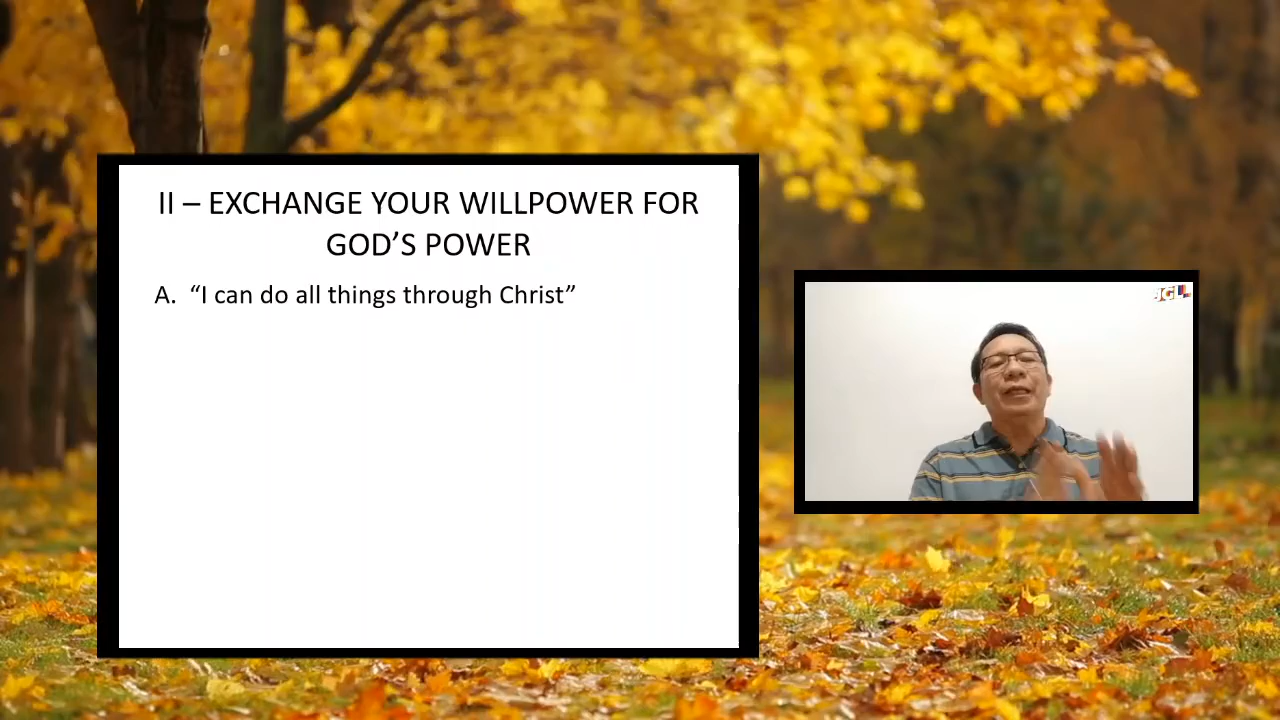 II – EXCHANGE YOUR WILLPOWER FOR
GOD’S POWER
A. “I can do all things through Christ”